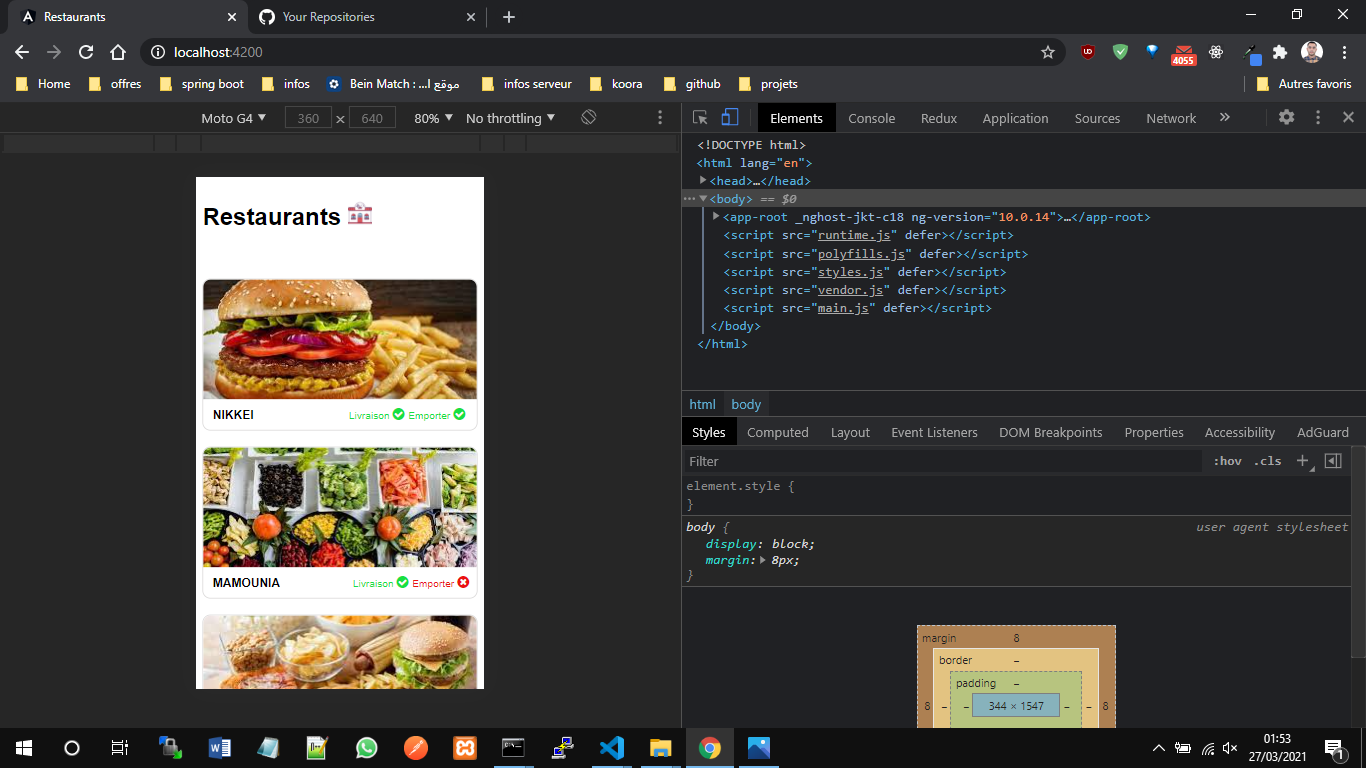 Restaurants
Your Repositories
localhost:4200
4055
Home offres spring boot infos Bein Match : ...موقع ا infos serveur koora github projets Autres favoris
Moto G4 360 × 640 80% No throttling
Elements Console Redux Application Sources Network »
Restaurants
NIKKEI Livraison Emporter
MAMOUNIA Livraison Emporter
<!DOCTYPE html>
<html lang="en">
<head>…</head>
<body> == $0
<app-root _nghost-jkt-c18 ng-version="10.0.14">…</app-root>
<script src="runtime.js" defer></script>
<script src="polyfills.js" defer></script>
<script src="styles.js" defer></script>
<script src="vendor.js" defer></script>
<script src="main.js" defer></script>
</body>
</html>
html body
Styles Computed Layout Event Listeners DOM Breakpoints Properties Accessibility AdGuard
Filter :hov .cls
element.style {
}
body { user agent stylesheet
display: block;
margin: 8px;
}
margin 8
border –
padding –
8 – – 344 × 1547 – – 8
01:53
27/03/2021
1